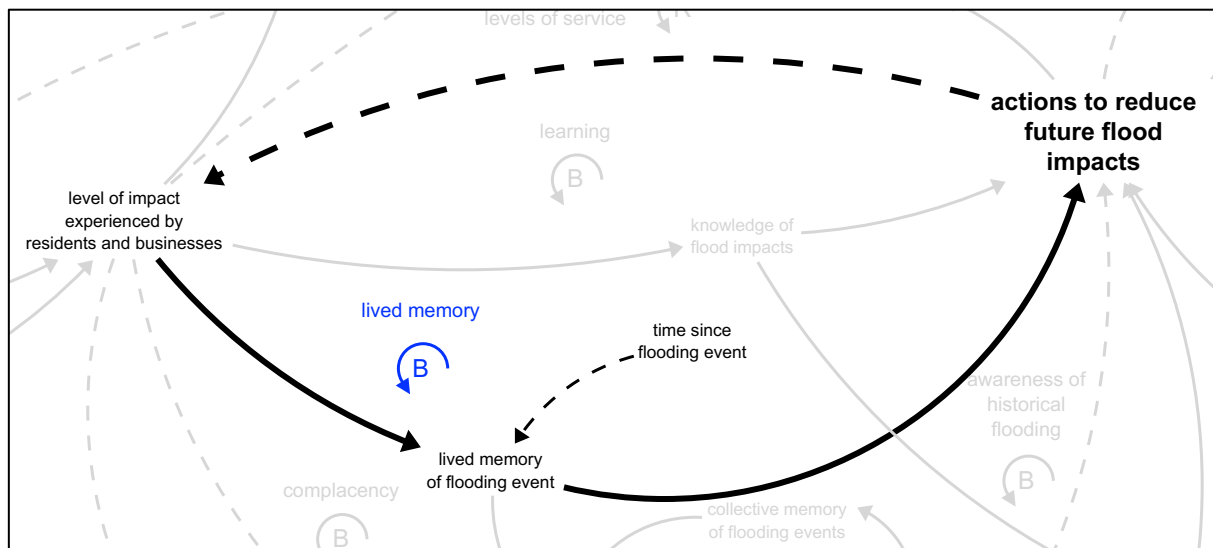 levels of service
R
actions to reduce
future flood
impacts
learning
B
level of impact
experienced by
residents and businesses
knowledge of
flood impacts
lived memory
B
time since
flooding event
awareness of
historical
flooding
B
lived memory
of flooding event
complacency
B
collective memory
of flooding events